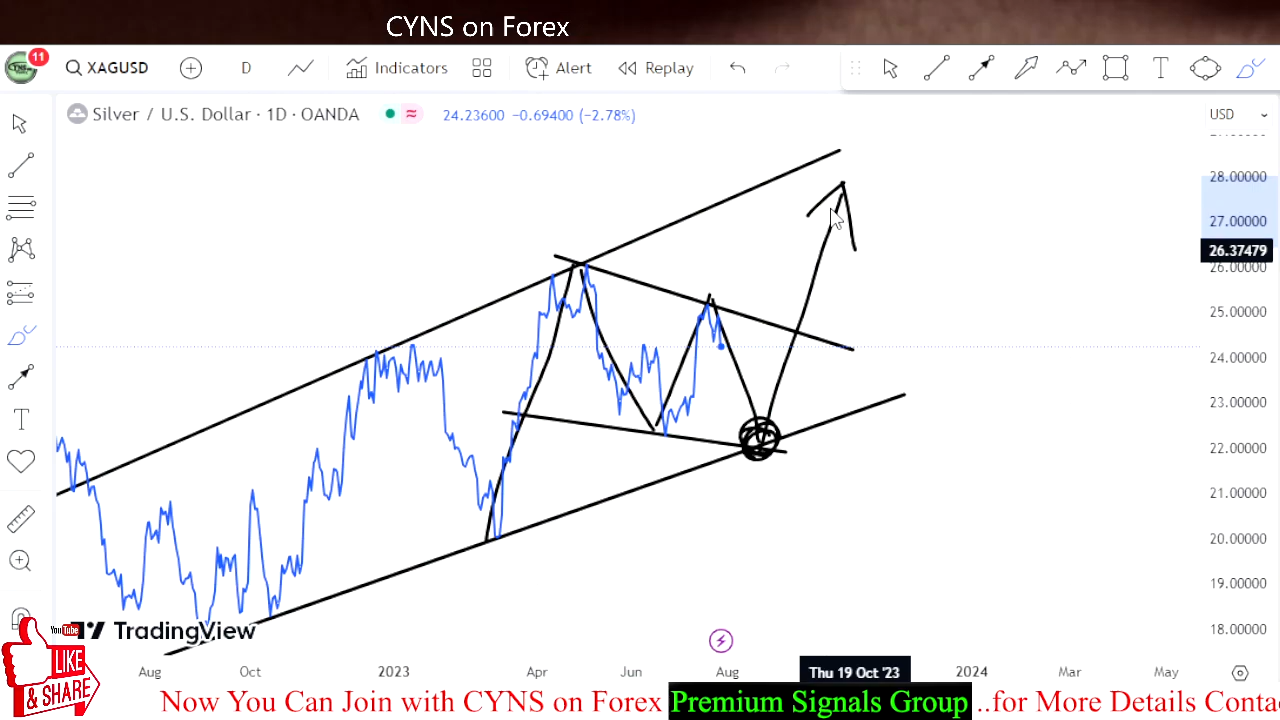 CYNS on Forex
11
XAGUSD
D
Indicators
Alert
Replay
T
Silver / U.S. Dollar · 1D · OANDA
24.23600 −0.69400 (−2.78%)
USD
28.00000
27.00000
26.37479
26.00000
25.00000
24.00000
23.00000
22.00000
21.00000
20.00000
19.00000
18.00000
T
TradingView
Aug
Oct
2023
Apr
Jun
Aug
Thu 19 Oct '23
2024
Mar
May
YouTube
LIKE
& SHARE
Now You Can Join with CYNS on Forex Premium Signals Group ..for More Details Conta